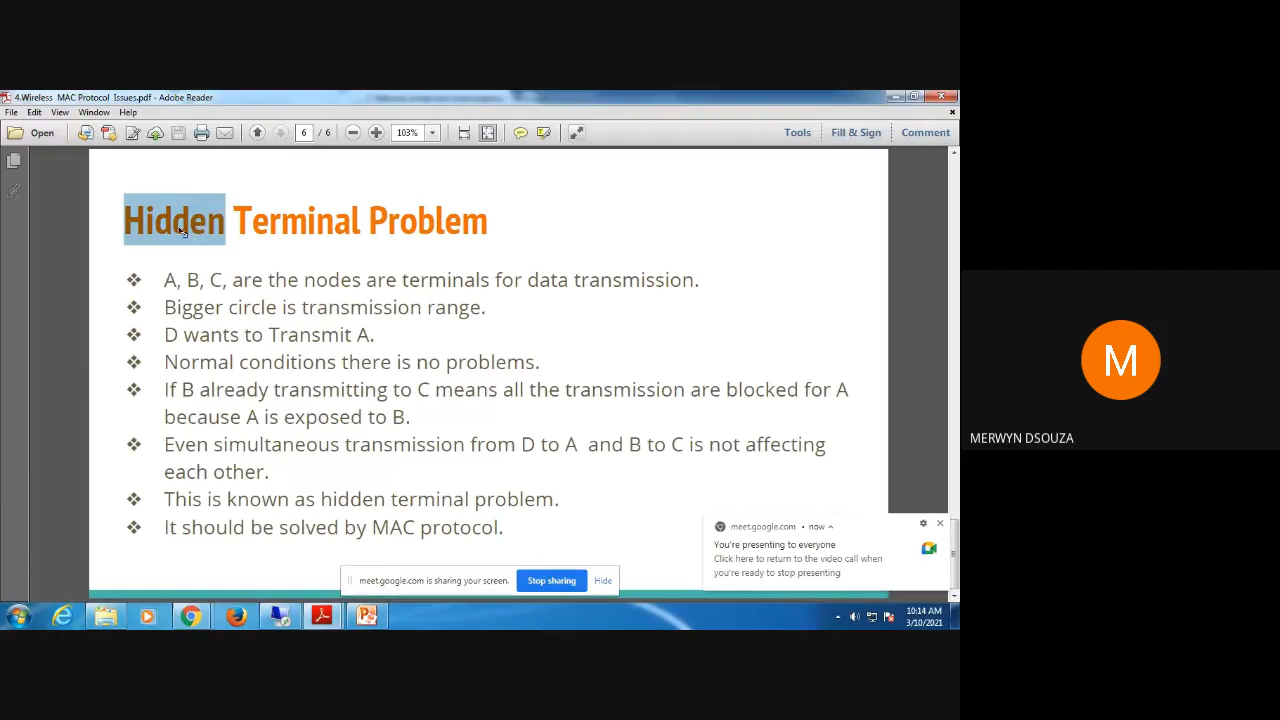 4.Wireless MAC Protocol Issues.pdf - Adobe Reader
File Edit View Window Help
Open 6 / 6 103% Tools Fill & Sign Comment
Hidden Terminal Problem
❖ A, B, C, are the nodes are terminals for data transmission.
❖ Bigger circle is transmission range.
❖ D wants to Transmit A.
❖ Normal conditions there is no problems.
❖ If B already transmitting to C means all the transmission are blocked for A
because A is exposed to B.
❖ Even simultaneous transmission from D to A and B to C is not affecting
each other.
❖ This is known as hidden terminal problem.
❖ It should be solved by MAC protocol.
meet.google.com • now
You're presenting to everyone
Click here to return to the video call when
you're ready to stop presenting
meet.google.com is sharing your screen. Stop sharing Hide
10:14 AM
3/10/2021
M
MERWYN DSOUZA